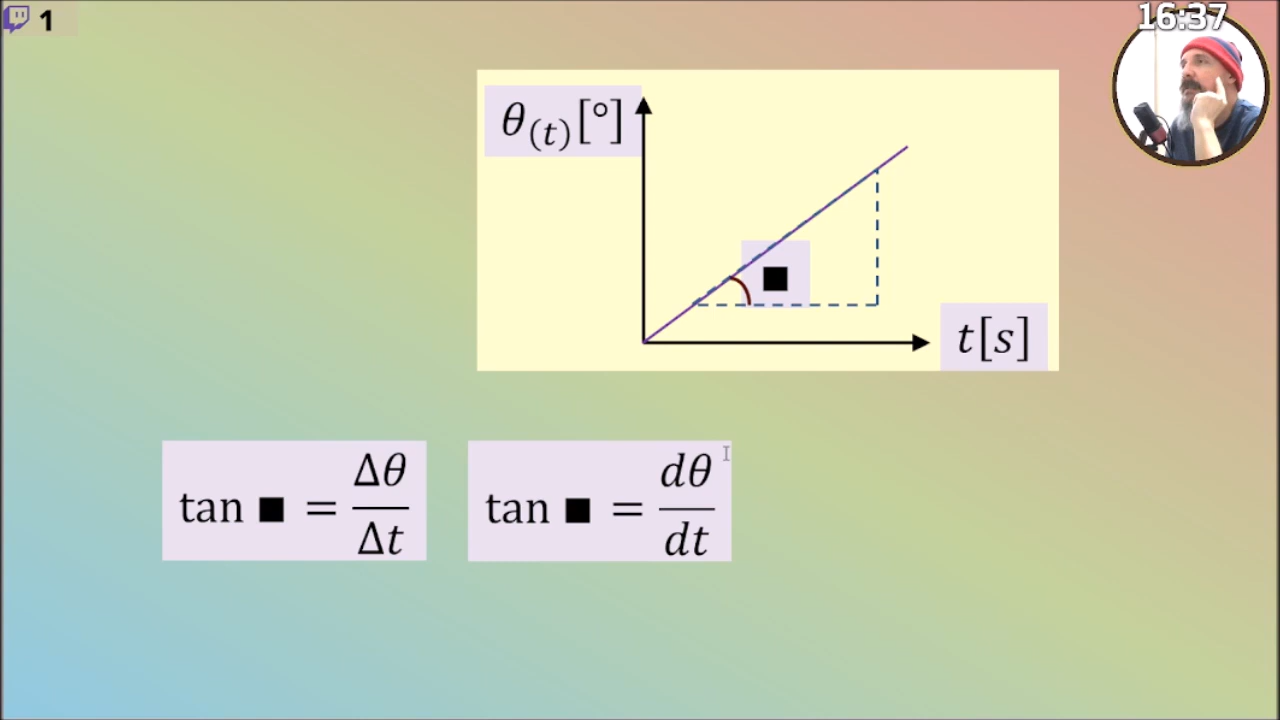 1
16:37
θ(t)[°]
■
t[s]
tan ■ = Δθ/Δt
tan ■ = dθ/dt